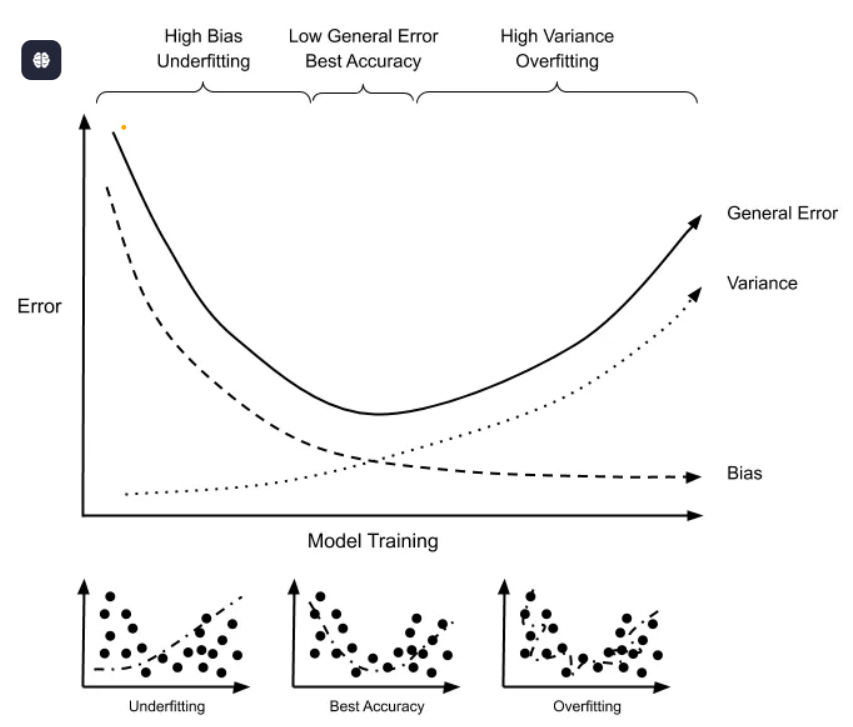 High Bias
Underfitting
Low General Error
Best Accuracy
High Variance
Overfitting
General Error
Variance
Error
Bias
Model Training
Underfitting
Best Accuracy
Overfitting